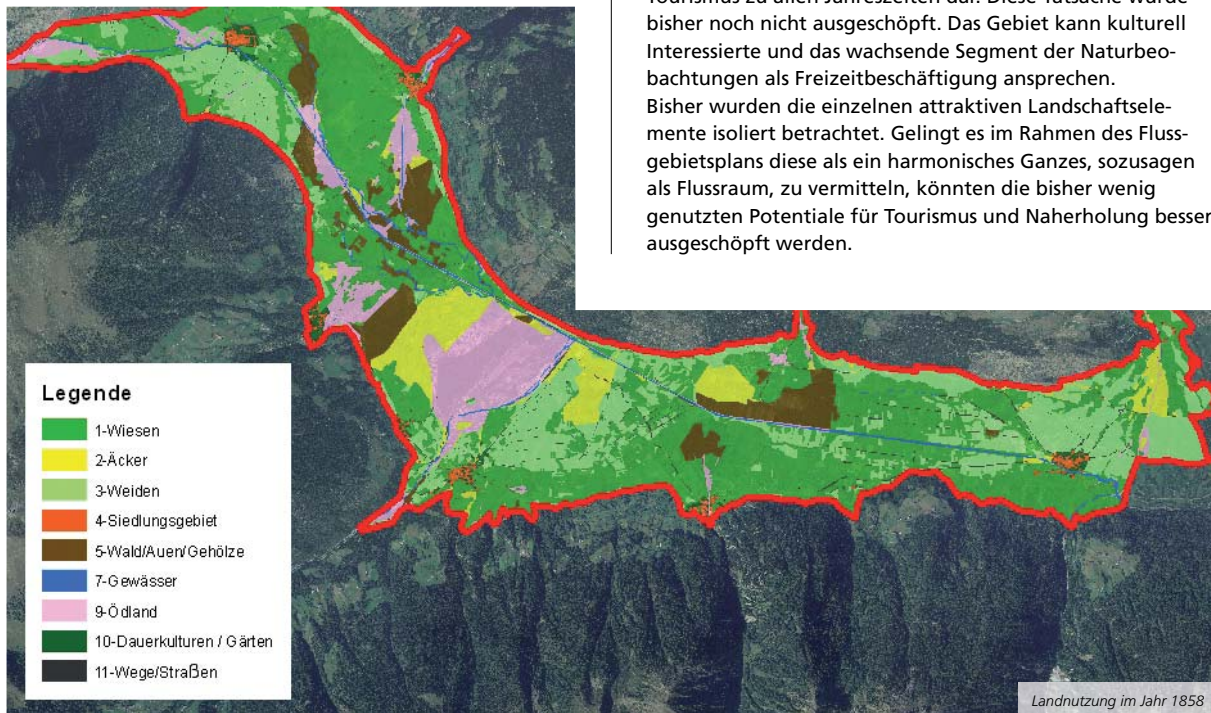 Tourismus zu allen Jahreszeiten dar. Diese Tatsache wurde
bisher noch nicht ausgeschöpft. Das Gebiet kann kulturell
Interessierte und das wachsende Segment der Naturbeo-
bachtungen als Freizeitbeschäftigung ansprechen.
Bisher wurden die einzelnen attraktiven Landschaftsele-
mente isoliert betrachtet. Gelingt es im Rahmen des Fluss-
gebietsplans diese als ein harmonisches Ganzes, sozusagen
als Flussraum, zu vermitteln, könnten die bisher wenig
genutzten Potentiale für Tourismus und Naherholung besser
ausgeschöpft werden.
Legende
1-Wiesen
2-Äcker
3-Weiden
4-Siedlungsgebiet
5-Wald/Auen/Gehölze
7-Gewässer
9-Ödland
10-Dauerkulturen / Gärten
11-Wege/Straßen
Landnutzung im Jahr 1858